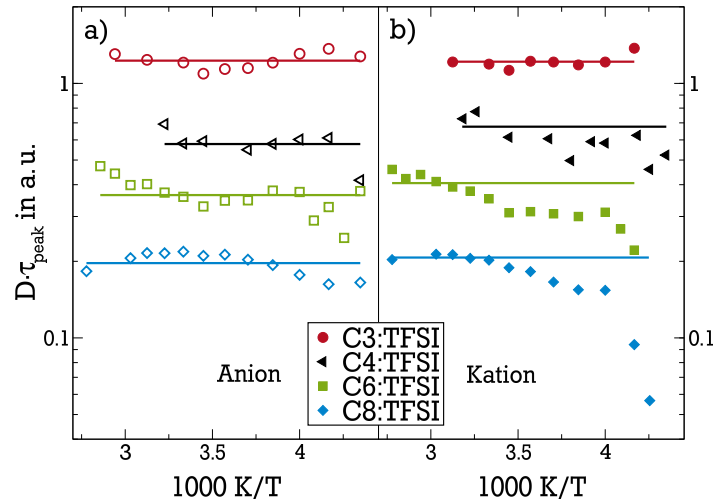 a)
b)
1
1
0.1
0.1
D·τpeak in a.u.
C3:TFSI
C4:TFSI
C6:TFSI
C8:TFSI
Anion
Kation
3
3.5
4
3
3.5
4
1000 K/T
1000 K/T